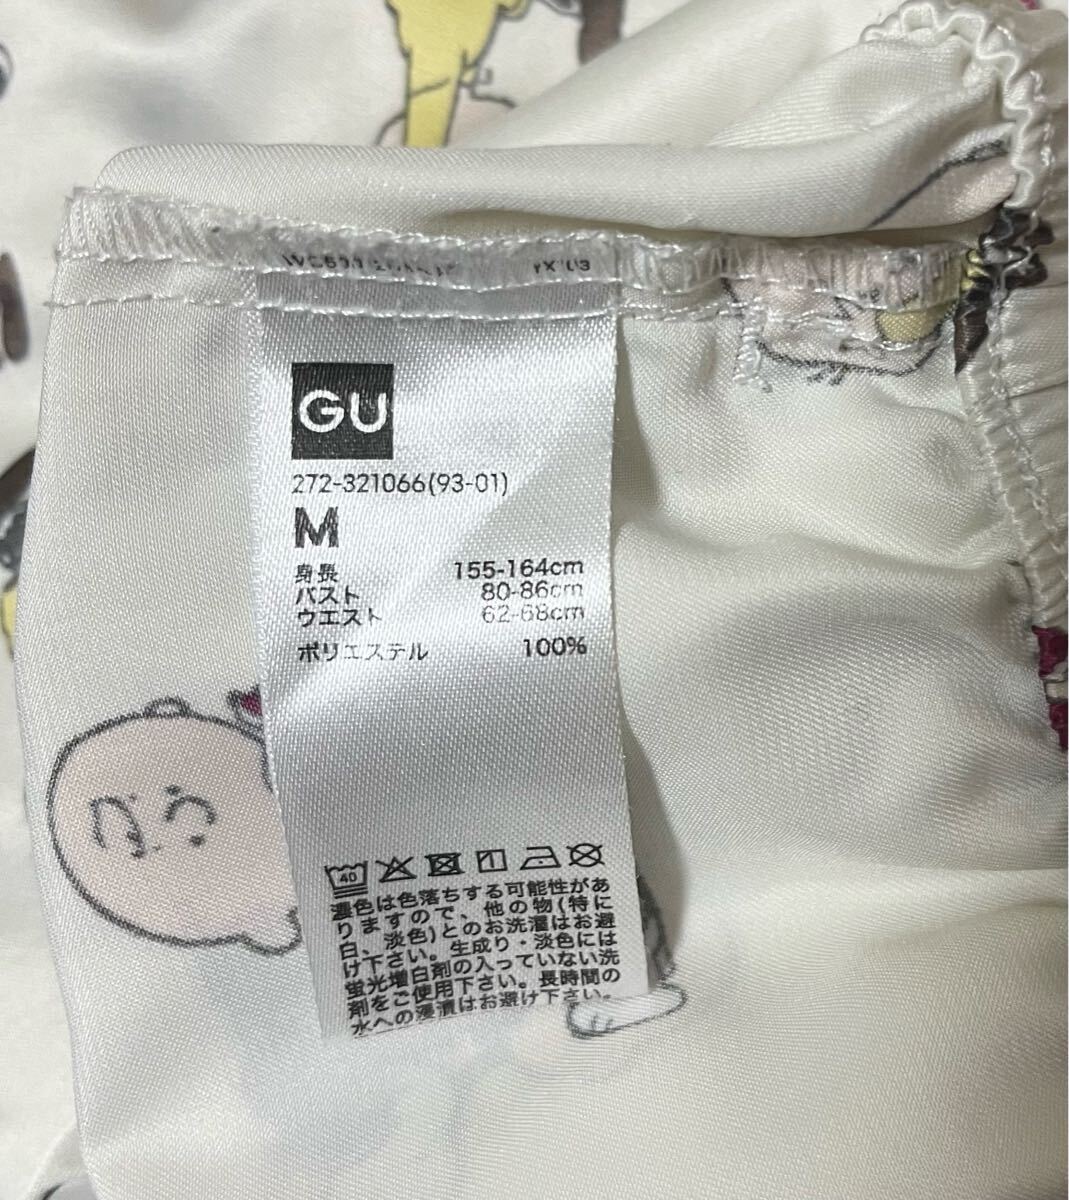 GU
272-321066(93-01)
M
身長 155-164cm
バスト 80-86cm
ウエスト 62-68cm
ポリエステル 100%
40
1
濃色は色落ちする可能性があ
りますので、他の物(特に
白、淡色)とのお洗濯はお避
け下さい。生成り・淡色には
蛍光増白剤の入っていない洗
剤をご使用下さい。長時間の
水への浸漬はお避け下さい。